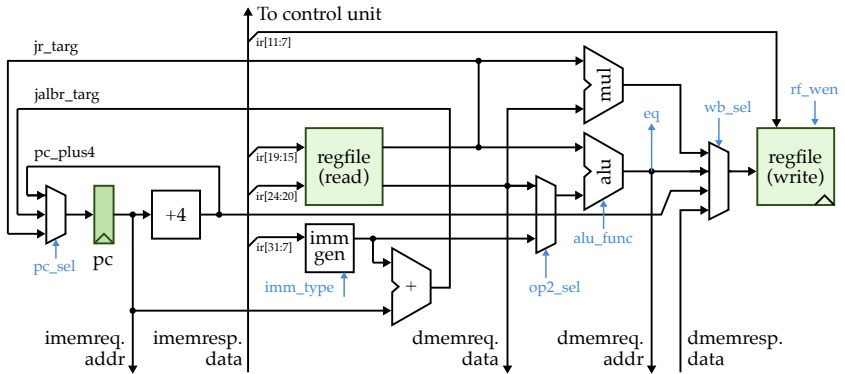 To control unit
ir[11:7]
jr_targ
mul
jalbr_targ
eq
wb_sel
rf_wen
pc_plus4
ir[19:15]
regfile
(read)
alu
regfile
(write)
ir[24:20]
+4
ir[31:7]
imm
gen
alu_func
pc_sel
pc
imm_type
+
op2_sel
imemreq.
addr
imemresp.
data
dmemreq.
data
dmemreq.
addr
dmemresp.
data